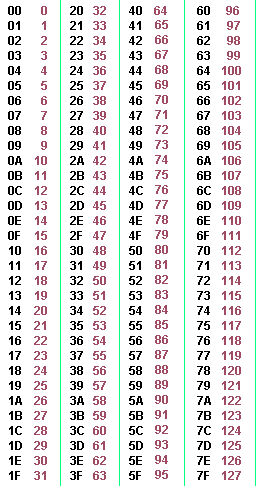 00 0 20 32 40 64 60 96
01 1 21 33 41 65 61 97
02 2 22 34 42 66 62 98
03 3 23 35 43 67 63 99
04 4 24 36 44 68 64 100
05 5 25 37 45 69 65 101
06 6 26 38 46 70 66 102
07 7 27 39 47 71 67 103
08 8 28 40 48 72 68 104
09 9 29 41 49 73 69 105
0A 10 2A 42 4A 74 6A 106
0B 11 2B 43 4B 75 6B 107
0C 12 2C 44 4C 76 6C 108
0D 13 2D 45 4D 77 6D 109
0E 14 2E 46 4E 78 6E 110
0F 15 2F 47 4F 79 6F 111
10 16 30 48 50 80 70 112
11 17 31 49 51 81 71 113
12 18 32 50 52 82 72 114
13 19 33 51 53 83 73 115
14 20 34 52 54 84 74 116
15 21 35 53 55 85 75 117
16 22 36 54 56 86 76 118
17 23 37 55 57 87 77 119
18 24 38 56 58 88 78 120
19 25 39 57 59 89 79 121
1A 26 3A 58 5A 90 7A 122
1B 27 3B 59 5B 91 7B 123
1C 28 3C 60 5C 92 7C 124
1D 29 3D 61 5D 93 7D 125
1E 30 3E 62 5E 94 7E 126
1F 31 3F 63 5F 95 7F 127